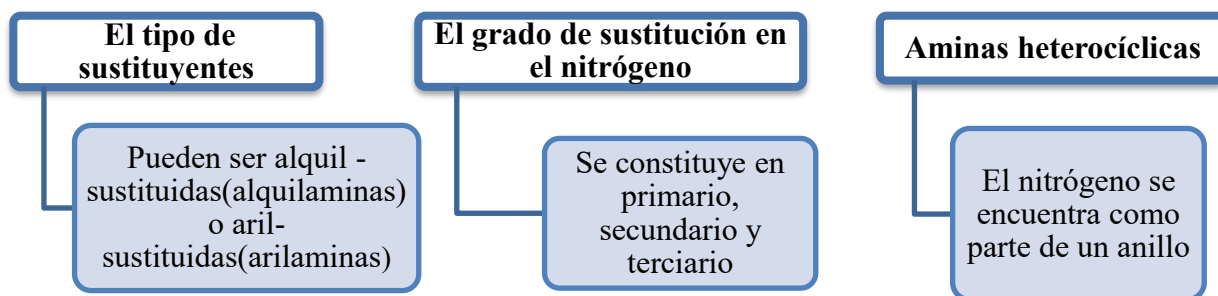 El tipo de
sustituyentes
Pueden ser alquil -
sustituidas(alquilaminas)
o aril-
sustituidas(arilaminas)
El grado de sustitución en
el nitrógeno
Se constituye en
primario,
secundario y
terciario
Aminas heterocíclicas
El nitrógeno se
encuentra como
parte de un anillo